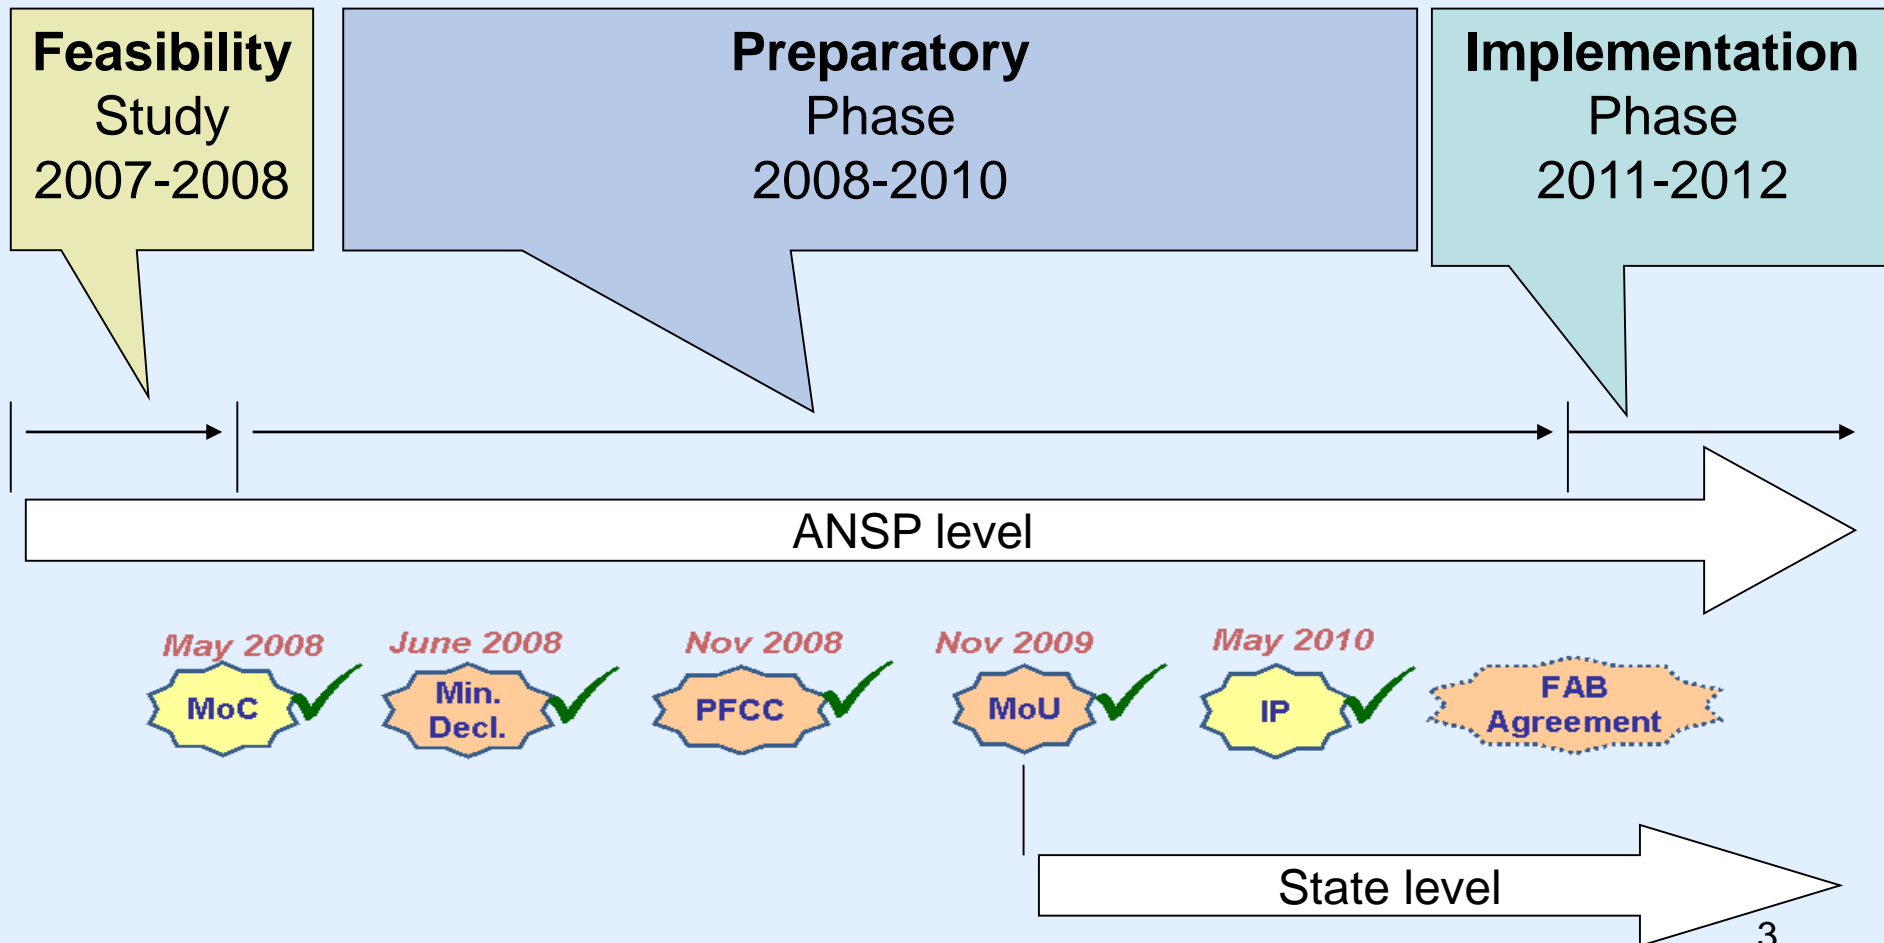 Feasibility
Study
2007-2008
Preparatory
Phase
2008-2010
Implementation
Phase
2011-2012
ANSP level
May 2008
MoC
June 2008
Min.
Decl.
Nov 2008
PFCC
Nov 2009
MoU
May 2010
IP
FAB
Agreement
State level
3